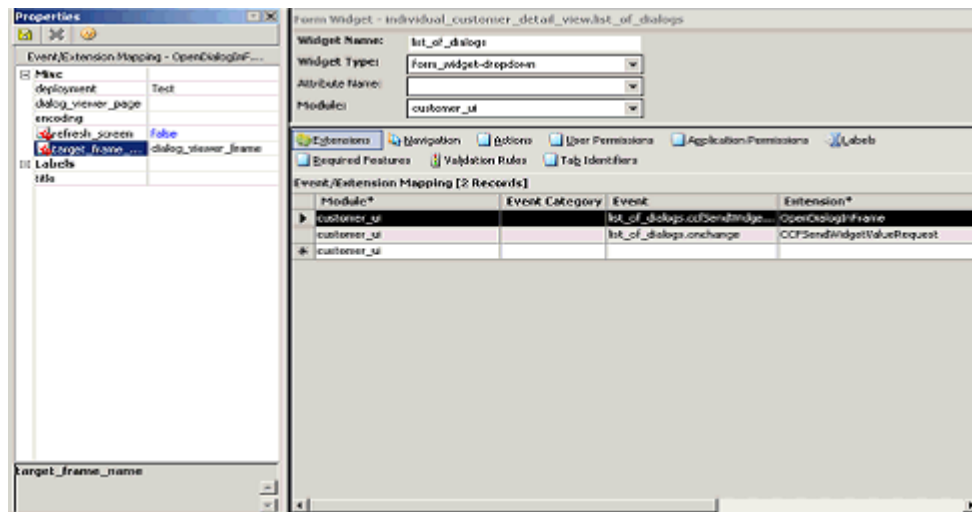 Properties
Event/Extension Mapping - OpenDialogInF....
Misc
deployment Test
dialog_viewer_page
encoding
refresh_screen False
target_frame_... dialog_viewer_frame
Labels
title
target_frame_name
Form Widget - individual_customer_detail_view.list_of_dialogs
Widget Name: list_of_dialogs
Widget Type: form_widget-dropdown
Attribute Name:
Module: customer_ui
Extensions Navigation Actions User Permissions Application Permissions Labels
Required Features Validation Rules Tab Identifiers
Event/Extension Mapping [2 Records]
Module* Event Category Event Extension*
customer_ui list_of_dialogs.ccfSendWidge... OpenDialogInFrame
customer_ui list_of_dialogs.onchange CCFSendWidgetValueRequest
customer_ui